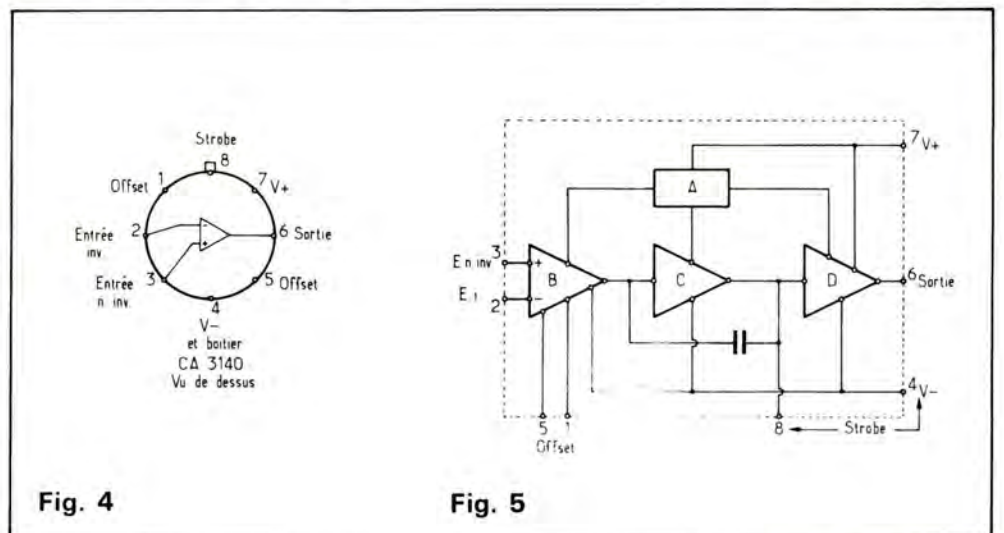 Strobe
8
1
Offset
7
V+
2
Entrée
inv.
-
+
6 Sortie
3
Entrée
n. inv.
5
Offset
4
V-
et boitier
CA 3140
Vu de dessus
Fig. 4
7 V+
A
3
E n inv
+
B
C
D
6 Sortie
2
-
4 V-
5 1
Offset
8
Strobe
Fig. 5